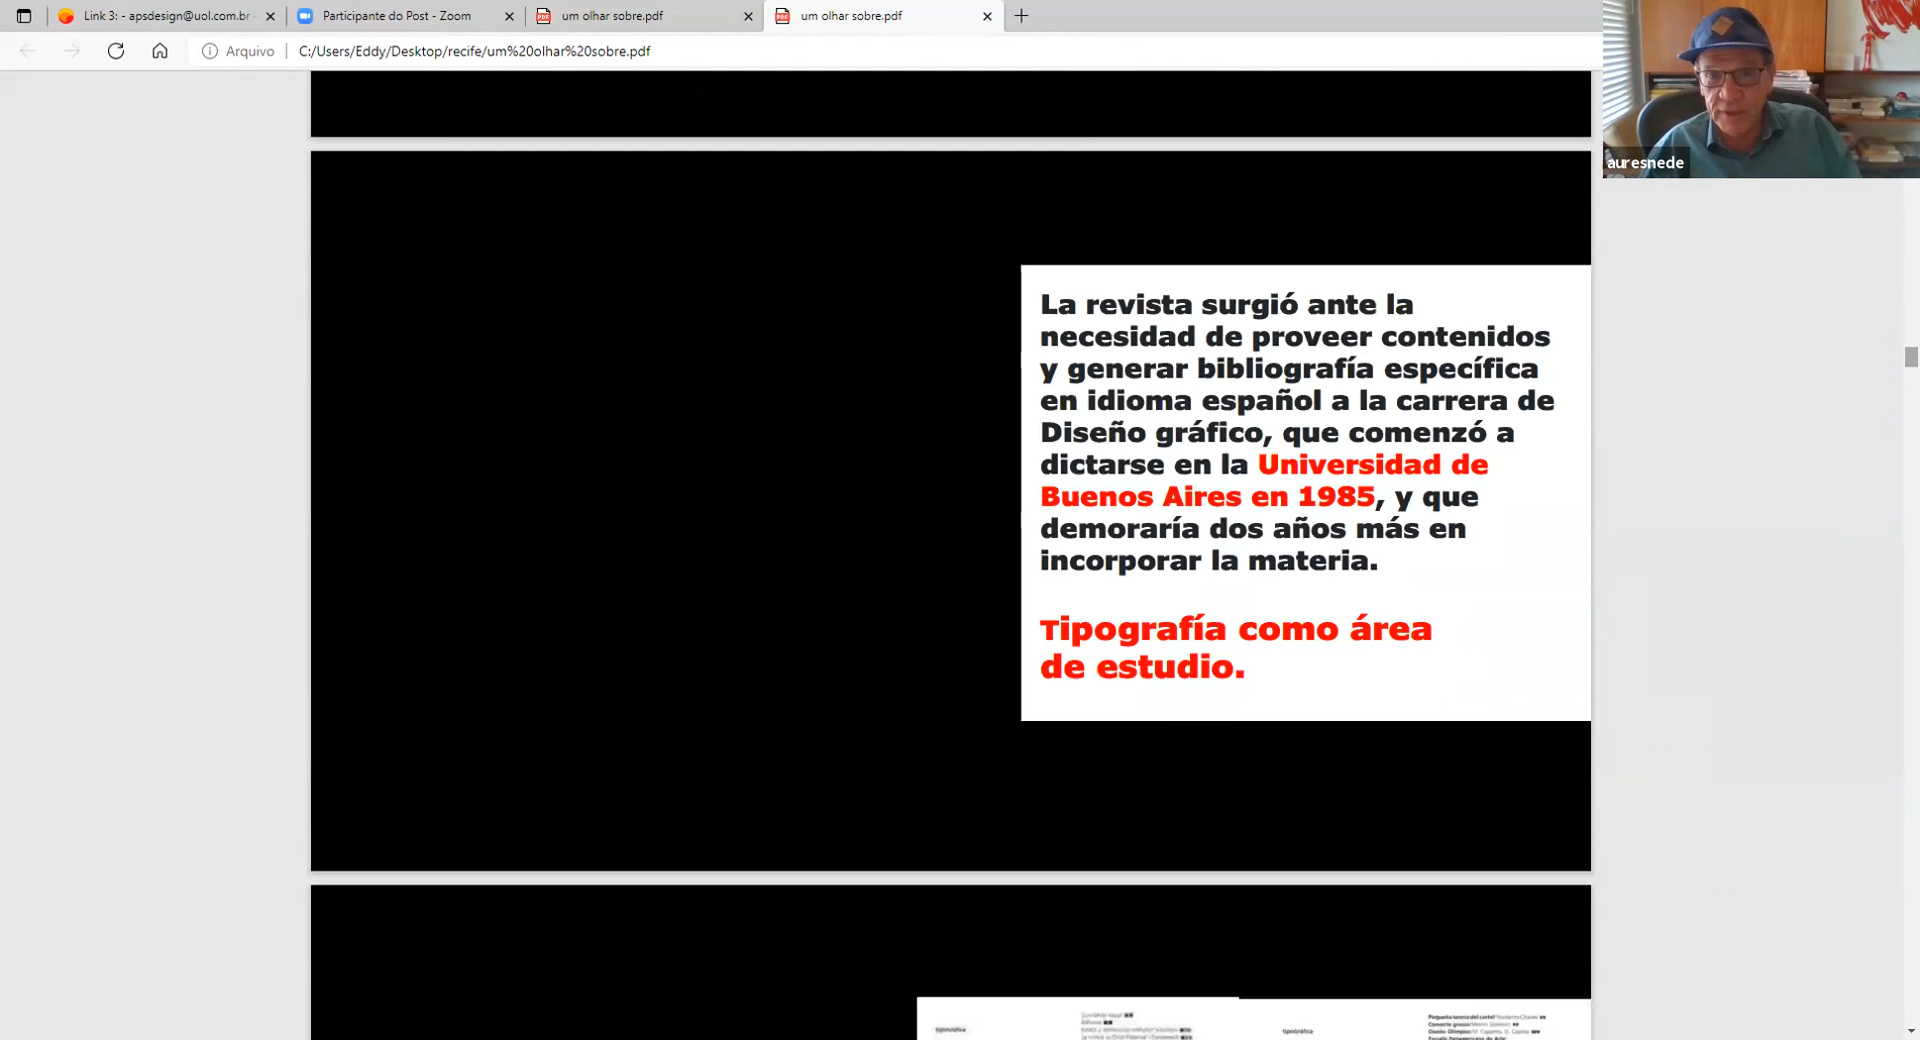 Link 3: - apsdesign@uol.com.br
Participante do Post - Zoom
um olhar sobre.pdf
um olhar sobre.pdf
Arquivo
C:/Users/Eddy/Desktop/recife/um%20olhar%20sobre.pdf
auresnede
La revista surgió ante la
necesidad de proveer contenidos
y generar bibliografía específica
en idioma español a la carrera de
Diseño gráfico, que comenzó a
dictarse en la Universidad de
Buenos Aires en 1985, y que
demoraría dos años más en
incorporar la materia.
Tipografía como área
de estudio.
tipoGráfica
tipoGráfica